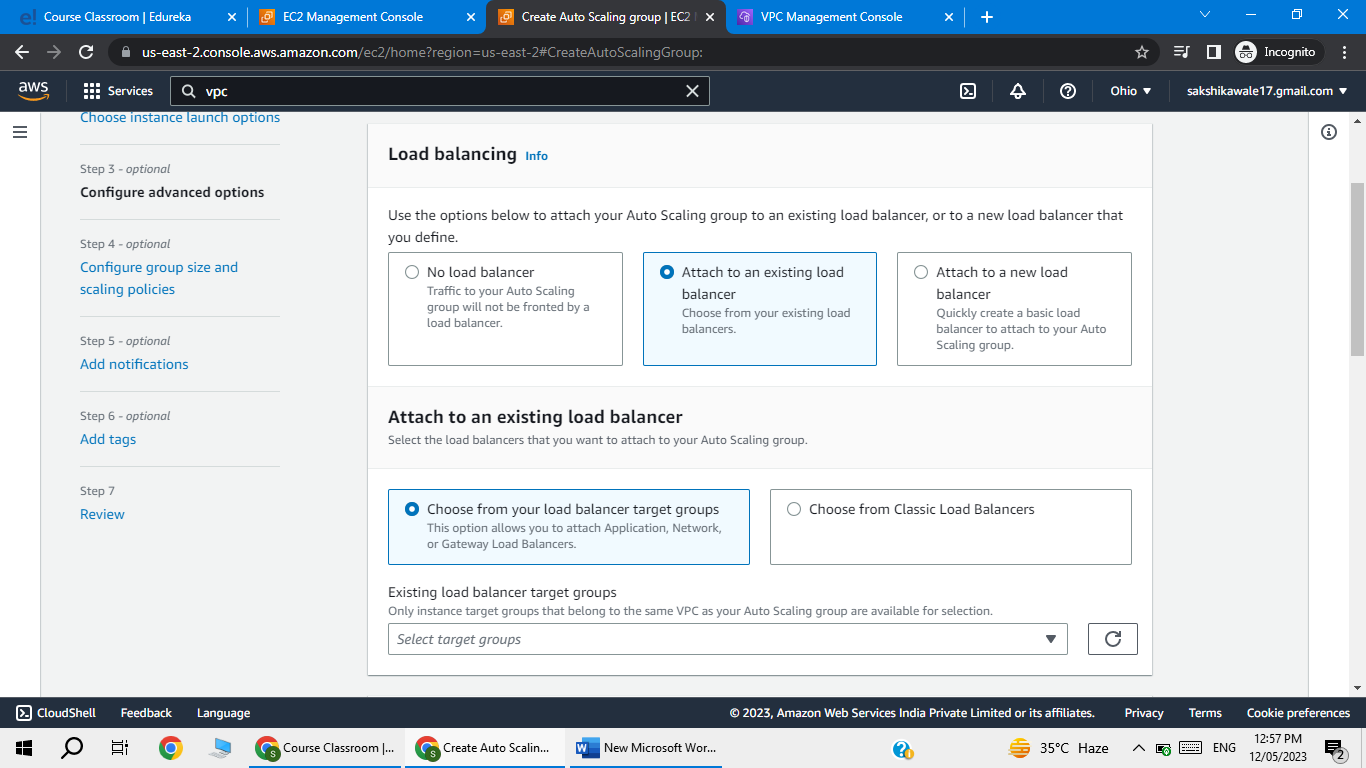 e! Course Classroom | Edureka
EC2 Management Console
Create Auto Scaling group | EC2
VPC Management Console
us-east-2.console.aws.amazon.com/ec2/home?region=us-east-2#CreateAutoScalingGroup:
Incognito
aws
Services
vpc
Ohio
sakshikawale17.gmail.com
Choose instance launch options
Step 3 - optional
Configure advanced options
Step 4 - optional
Configure group size and
scaling policies
Step 5 - optional
Add notifications
Step 6 - optional
Add tags
Step 7
Review
Load balancing Info
Use the options below to attach your Auto Scaling group to an existing load balancer, or to a new load balancer that
you define.
No load balancer
Traffic to your Auto Scaling
group will not be fronted by a
load balancer.
Attach to an existing load
balancer
Choose from your existing load
balancers.
Attach to a new load
balancer
Quickly create a basic load
balancer to attach to your Auto
Scaling group.
Attach to an existing load balancer
Select the load balancers that you want to attach to your Auto Scaling group.
Choose from your load balancer target groups
This option allows you to attach Application, Network,
or Gateway Load Balancers.
Choose from Classic Load Balancers
Existing load balancer target groups
Only instance target groups that belong to the same VPC as your Auto Scaling group are available for selection.
Select target groups
CloudShell
Feedback
Language
© 2023, Amazon Web Services India Private Limited or its affiliates.
Privacy
Terms
Cookie preferences
S Course Classroom |...
S Create Auto Scalin...
W New Microsoft Wor...
35°C Haze
ENG
12:57 PM
12/05/2023
2